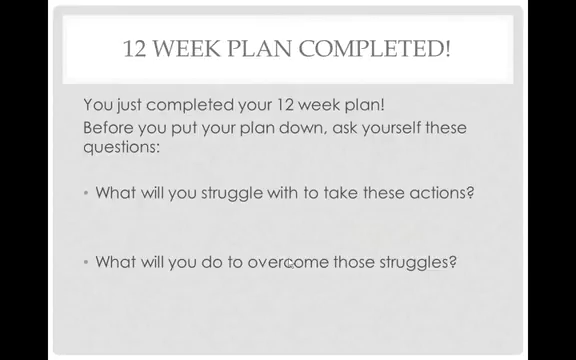 12 WEEK PLAN COMPLETED!
You just completed your 12 week plan!
Before you put your plan down, ask yourself these
questions:
• What will you struggle with to take these actions?
• What will you do to overcome those struggles?